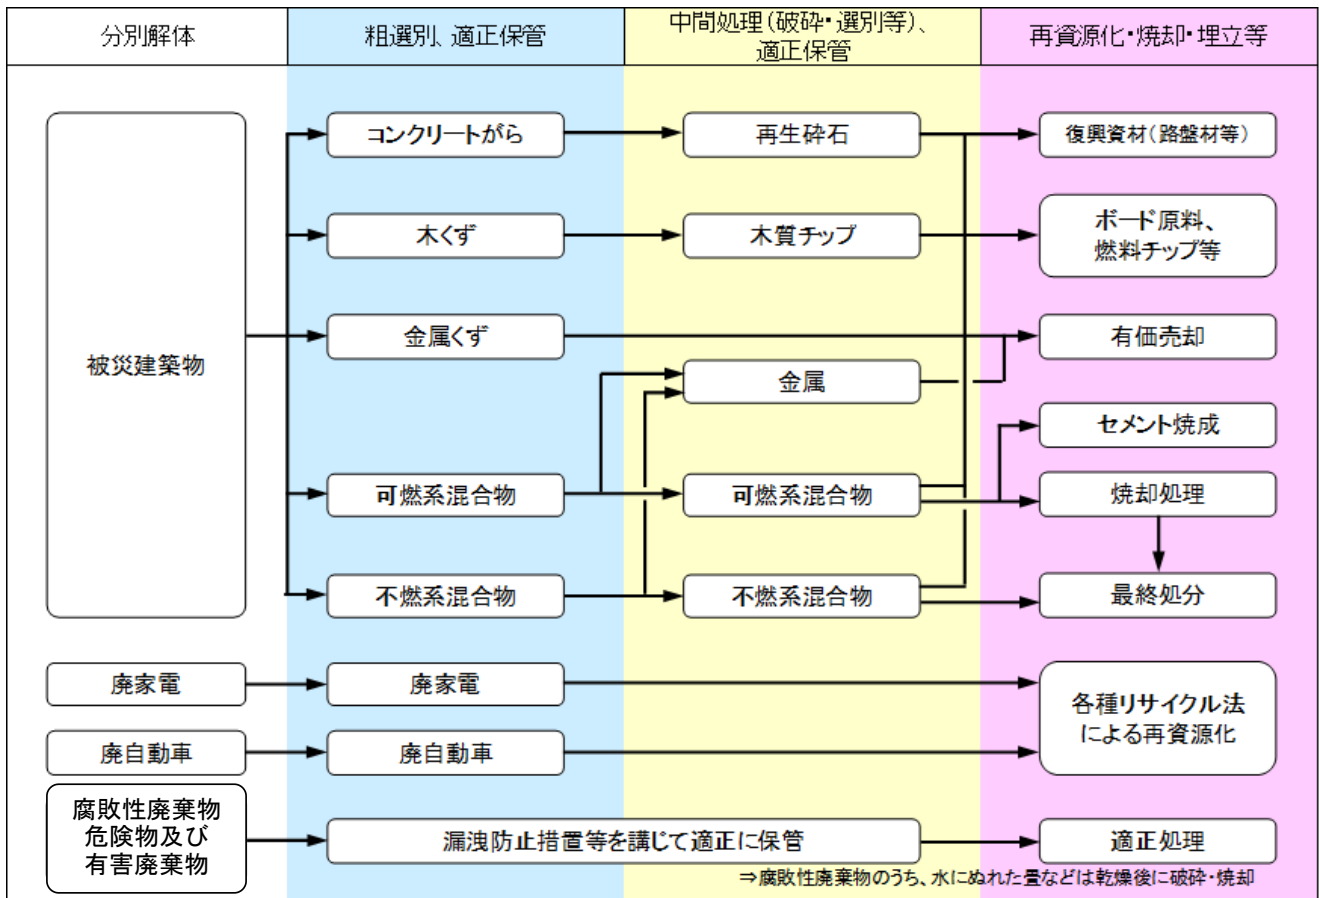 分別解体
粗選別、適正保管
中間処理(破砕・選別等)、
適正保管
再資源化・焼却・埋立等
被災建築物
コンクリートがら
再生砕石
復興資材(路盤材等)
木くず
木質チップ
ボード原料、
燃料チップ等
金属くず
有価売却
金属
セメント焼成
可燃系混合物
可燃系混合物
焼却処理
不燃系混合物
不燃系混合物
最終処分
廃家電
廃家電
各種リサイクル法
による再資源化
廃自動車
廃自動車
腐敗性廃棄物
危険物及び
有害廃棄物
漏洩防止措置等を講じて適正に保管
適正処理
⇒腐敗性廃棄物のうち、水にぬれた畳などは乾燥後に破砕・焼却